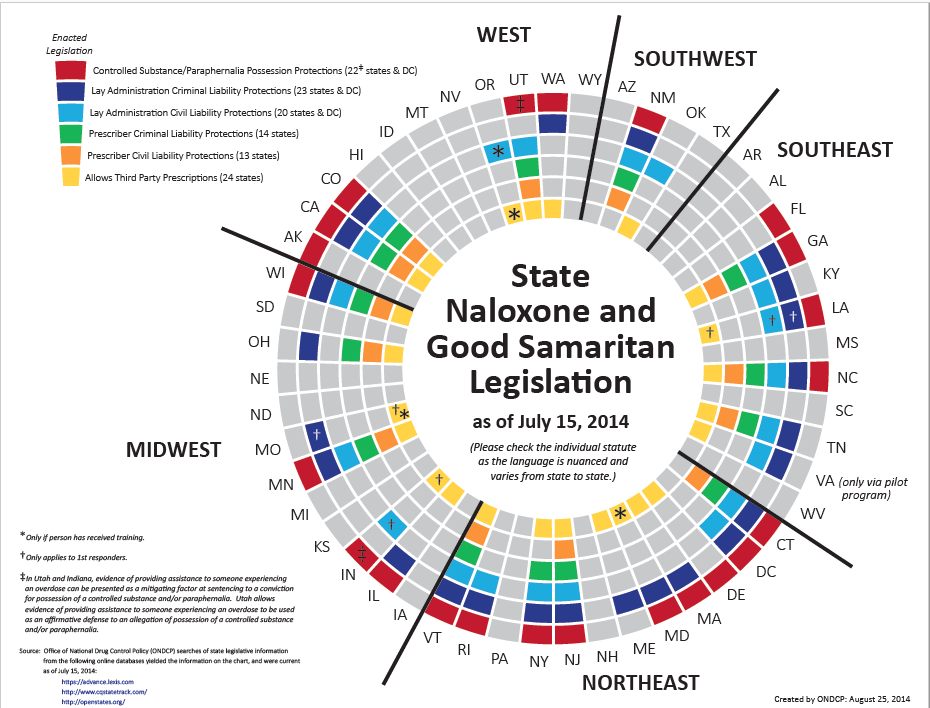 Enacted
Legislation
Controlled Substance/Paraphernalia Possession Protections (22‡ states & DC)
Lay Administration Criminal Liability Protections (23 states & DC)
Lay Administration Civil Liability Protections (20 states & DC)
Prescriber Criminal Liability Protections (14 states)
Prescriber Civil Liability Protections (13 states)
Allows Third Party Prescriptions (24 states)
WEST
SOUTHWEST
SOUTHEAST
NORTHEAST
MIDWEST
AK
CA
CO
HI
ID
MT
NV
OR
UT
WA
WY
AZ
NM
OK
TX
AR
AL
FL
GA
KY
LA
MS
NC
SC
TN
VA (only via pilot
program)
WV
CT
DC
DE
MA
MD
ME
NH
NJ
NY
PA
RI
VT
IA
IL
IN
KS
MI
MN
MO
ND
NE
OH
SD
WI
‡
*
*
†
†
†
*
†*
†
†
†
‡
State
Naloxone and
Good Samaritan
Legislation
as of July 15, 2014
(Please check the individual statute
as the language is nuanced and
varies from state to state.)
*Only if person has received training.
†Only applies to 1st responders.
‡In Utah and Indiana, evidence of providing assistance to someone experiencing
an overdose can be presented as a mitigating factor at sentencing to a conviction
for possession of a controlled substance and/or paraphernalia. Utah allows
evidence of providing assistance to someone experiencing an overdose to be used
as an affirmative defense to an allegation of possession of a controlled substance
and/or paraphernalia.
Source: Office of National Drug Control Policy (ONDCP) searches of state legislative information
from the following online databases yielded the information on the chart, and were current
as of July 15, 2014:
https://advance.lexis.com
http://www.cqstatetrack.com/
http://openstates.org/
Created by ONDCP: August 25, 2014